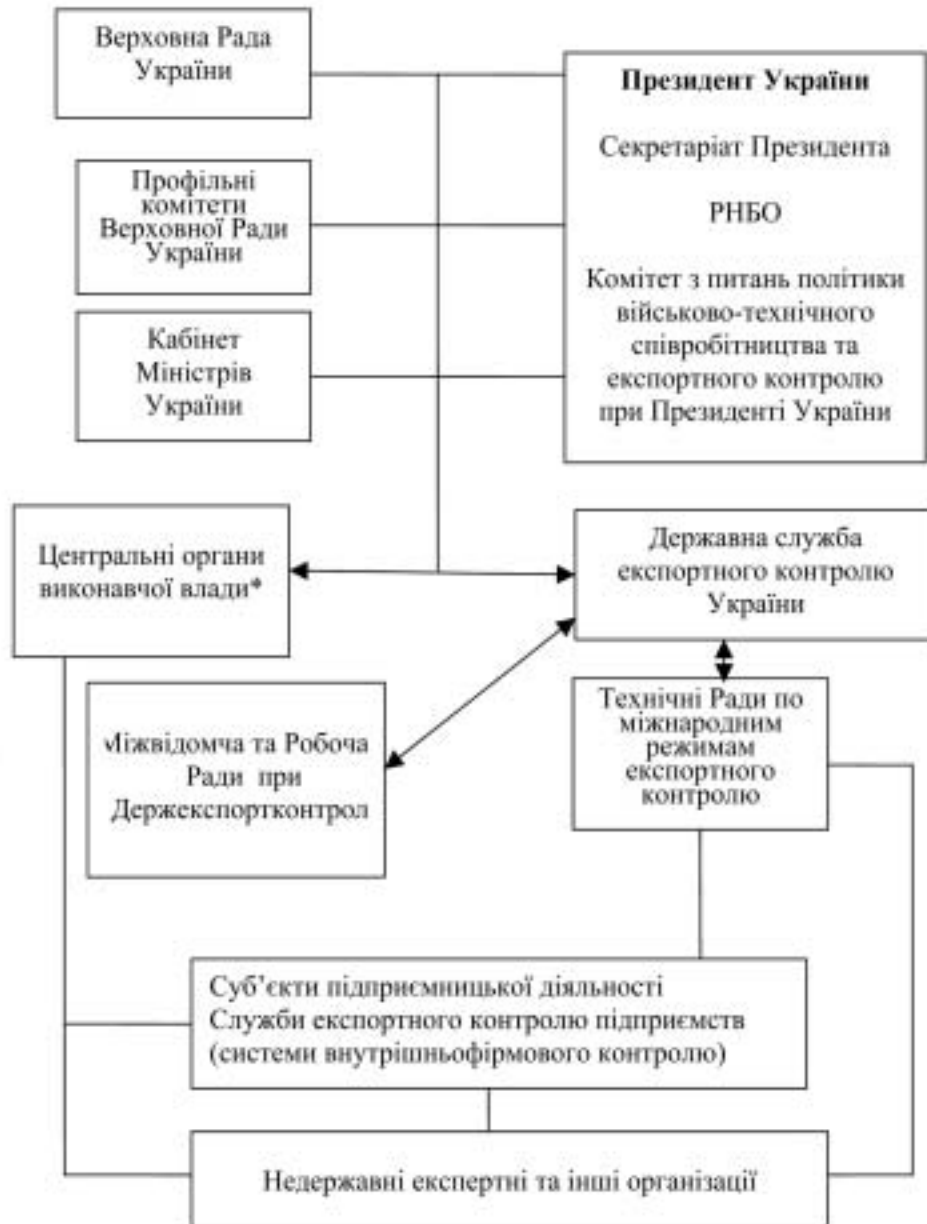 Верховна Рада
України
Президент України
Секретаріат Президента
РНБО
Комітет з питань політики
військово-технічного
співробітництва та
експортного контролю
при Президенті України
Профільні
комітети
Верховної Ради
України
Кабінет
Міністрів
України
Центральні органи
виконавчої влади*
Державна служба
експортного контролю
України
Міжвідомча та Робоча
Ради при
Держекспортконтрол
Технічні Ради по
міжнародним
режимам
експортного
контролю
Суб’єкти підприємницької діяльності
Служби експортного контролю підприємств
(системи внутрішньофірмового контролю)
Недержавні експертні та інші організації